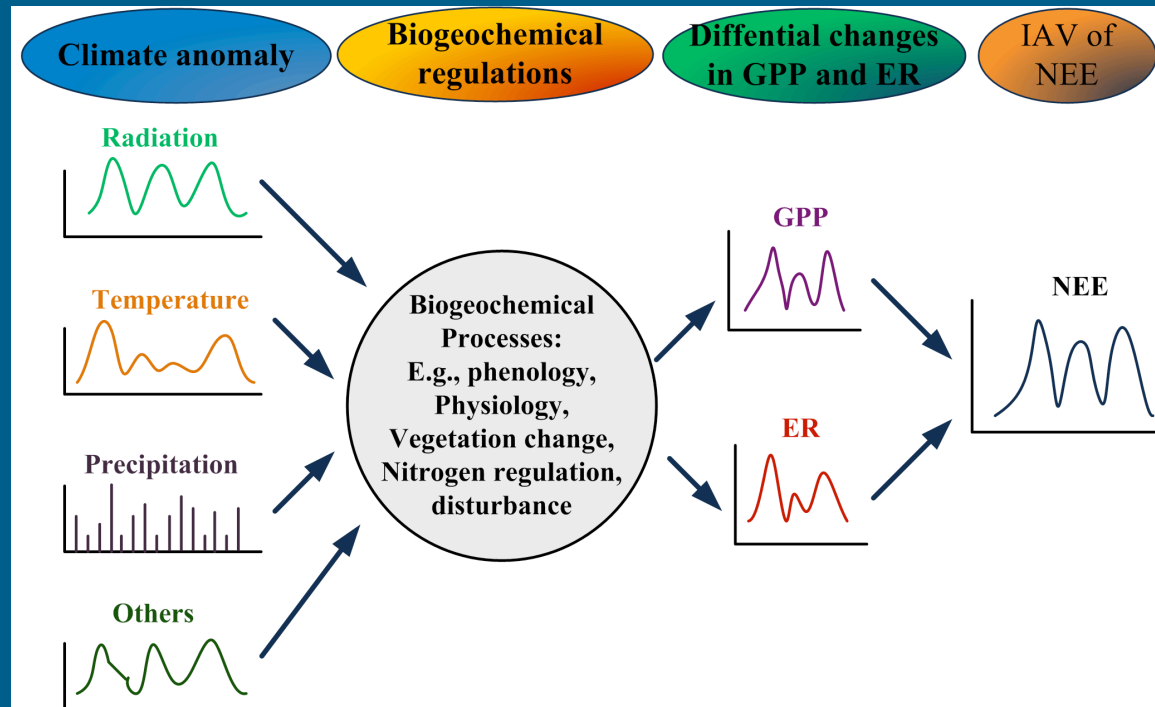 Climate anomaly
Biogeochemical
regulations
Diffential changes
in GPP and ER
IAV of
NEE
Radiation
Temperature
Precipitation
Others
Biogeochemical
Processes:
E.g., phenology,
Physiology,
Vegetation change,
Nitrogen regulation,
disturbance
GPP
ER
NEE